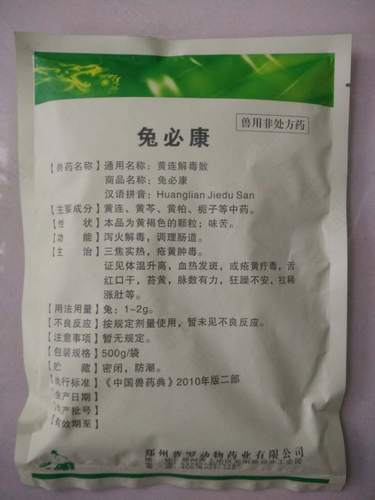 兔必康
兽用非处方药
【兽药名称】通用名称：黄连解毒散
商品名称：兔必康
汉语拼音：Huanglian Jiedu San
【主要成分】黄连、黄芩、黄柏、栀子等中药。
【性 状】本品为黄褐色的颗粒；味苦。
【功 能】泻火解毒，调理肠道。
【主 治】三焦实热，疮黄肿毒。
证见体温升高，血热发斑，或疮黄疔毒，舌
红口干，苔黄，脉数有力，狂躁不安，拉稀
涨肚等。
【用法用量】兔：1-2g。
【不良反应】按规定剂量使用，暂未见不良反应。
【注意事项】暂无规定。
【包装规格】500g/袋
【贮 藏】密闭，防潮。
【执行标准】《中国兽药典》2010年版二部
【生产日期】
【生产批号】
【有效期至】
郑州普罗动物药业有限公司